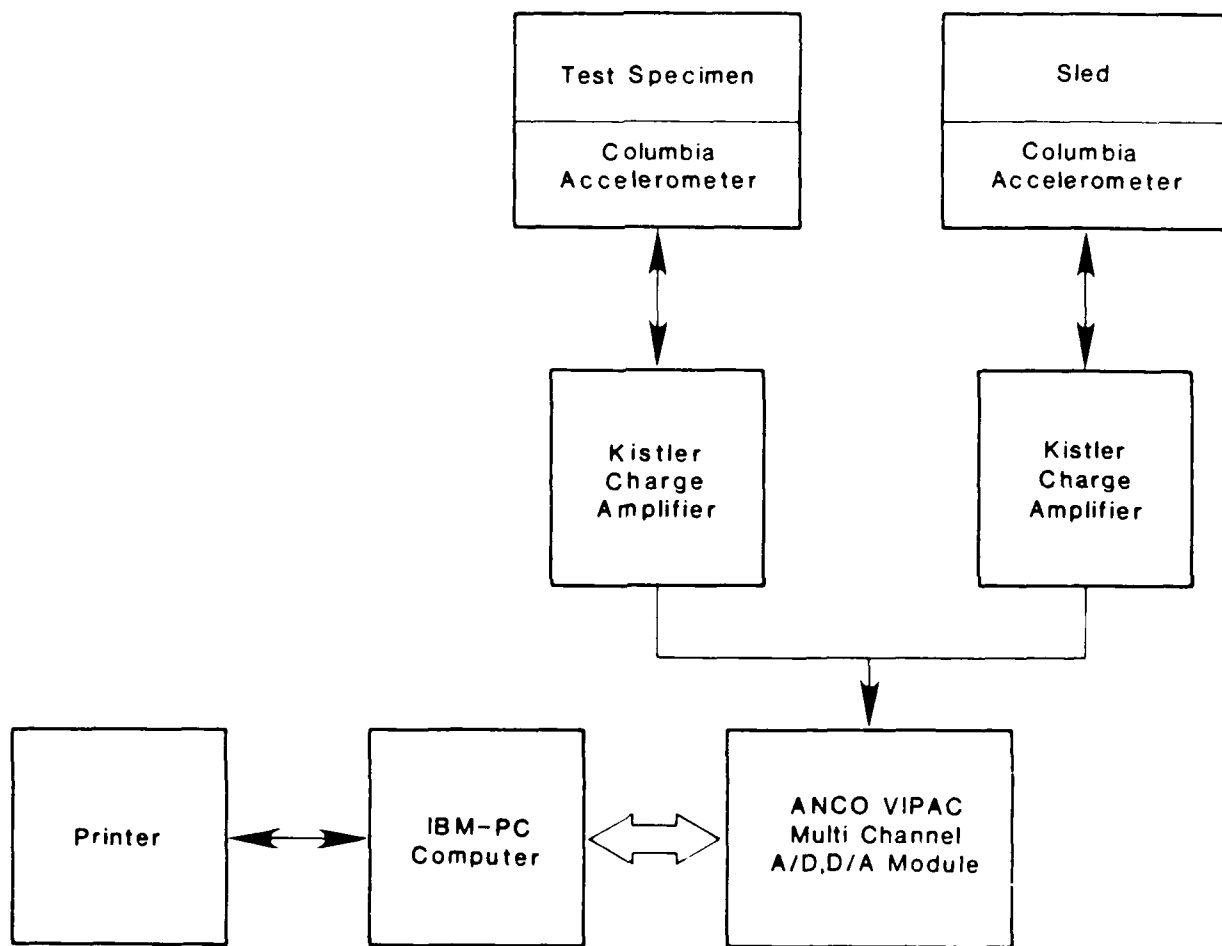 Test Specimen
Columbia
Accelerometer
Sled
Columbia
Accelerometer
Kistler
Charge
Amplifier
Kistler
Charge
Amplifier
Printer
IBM-PC
Computer
ANCO VIPAC
Multi Channel
A/D,D/A Module